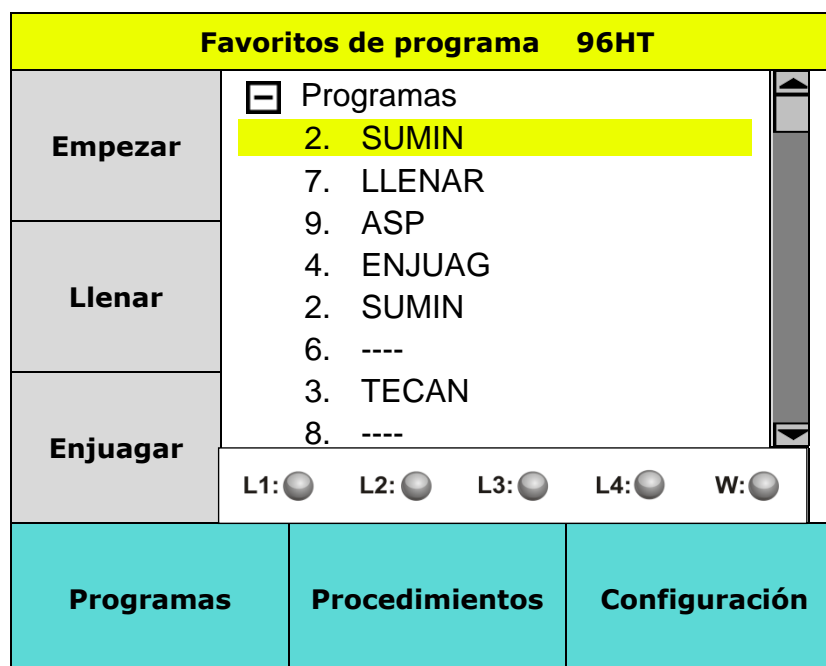 Favoritos de programa 96HT
Empezar
Llenar
Enjuagar
Programas
2. SUMIN
7. LLENAR
9. ASP
4. ENJUAG
2. SUMIN
6. ----
3. TECAN
8. ----
L1: L2: L3: L4: W:
Programas Procedimientos Configuración